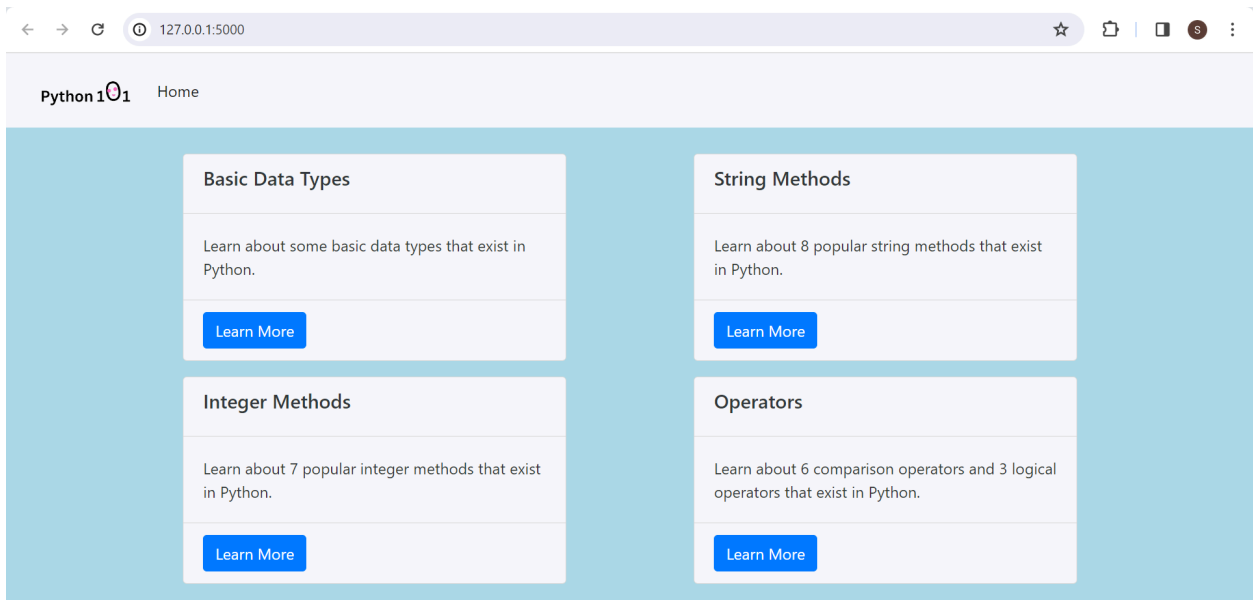 127.0.0.1:5000
S
Python 101
Home
Basic Data Types
Learn about some basic data types that exist in
Python.
Learn More
String Methods
Learn about 8 popular string methods that exist
in Python.
Learn More
Integer Methods
Learn about 7 popular integer methods that exist
in Python.
Learn More
Operators
Learn about 6 comparison operators and 3 logical
operators that exist in Python.
Learn More